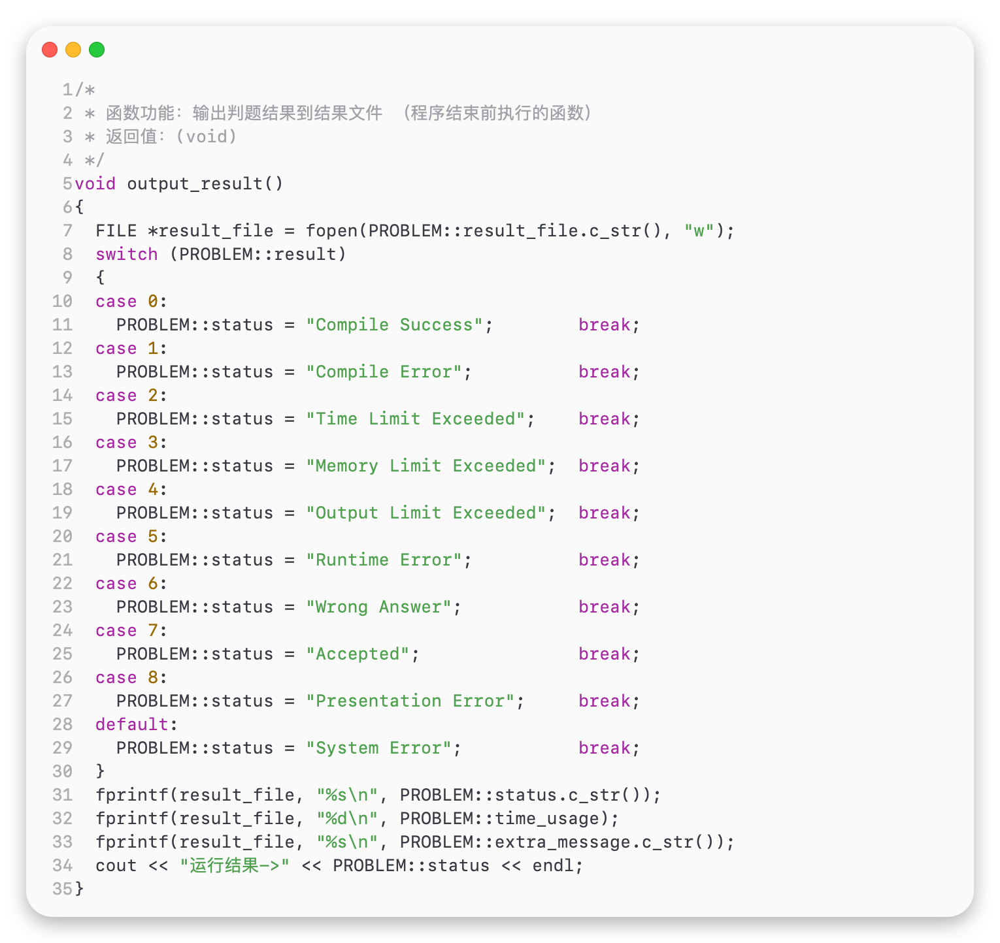 1/*
2 * 函数功能：输出判题结果到结果文件 （程序结束前执行的函数）
3 * 返回值：(void)
4 */
5void output_result()
6{
7  FILE *result_file = fopen(PROBLEM::result_file.c_str(), "w");
8  switch (PROBLEM::result)
9  {
10  case 0:
11    PROBLEM::status = "Compile Success";        break;
12  case 1:
13    PROBLEM::status = "Compile Error";          break;
14  case 2:
15    PROBLEM::status = "Time Limit Exceeded";    break;
16  case 3:
17    PROBLEM::status = "Memory Limit Exceeded";  break;
18  case 4:
19    PROBLEM::status = "Output Limit Exceeded";  break;
20  case 5:
21    PROBLEM::status = "Runtime Error";          break;
22  case 6:
23    PROBLEM::status = "Wrong Answer";           break;
24  case 7:
25    PROBLEM::status = "Accepted";               break;
26  case 8:
27    PROBLEM::status = "Presentation Error";     break;
28  default:
29    PROBLEM::status = "System Error";           break;
30  }
31  fprintf(result_file, "%s\n", PROBLEM::status.c_str());
32  fprintf(result_file, "%d\n", PROBLEM::time_usage);
33  fprintf(result_file, "%s\n", PROBLEM::extra_message.c_str());
34  cout << "运行结果->" << PROBLEM::status << endl;
35}